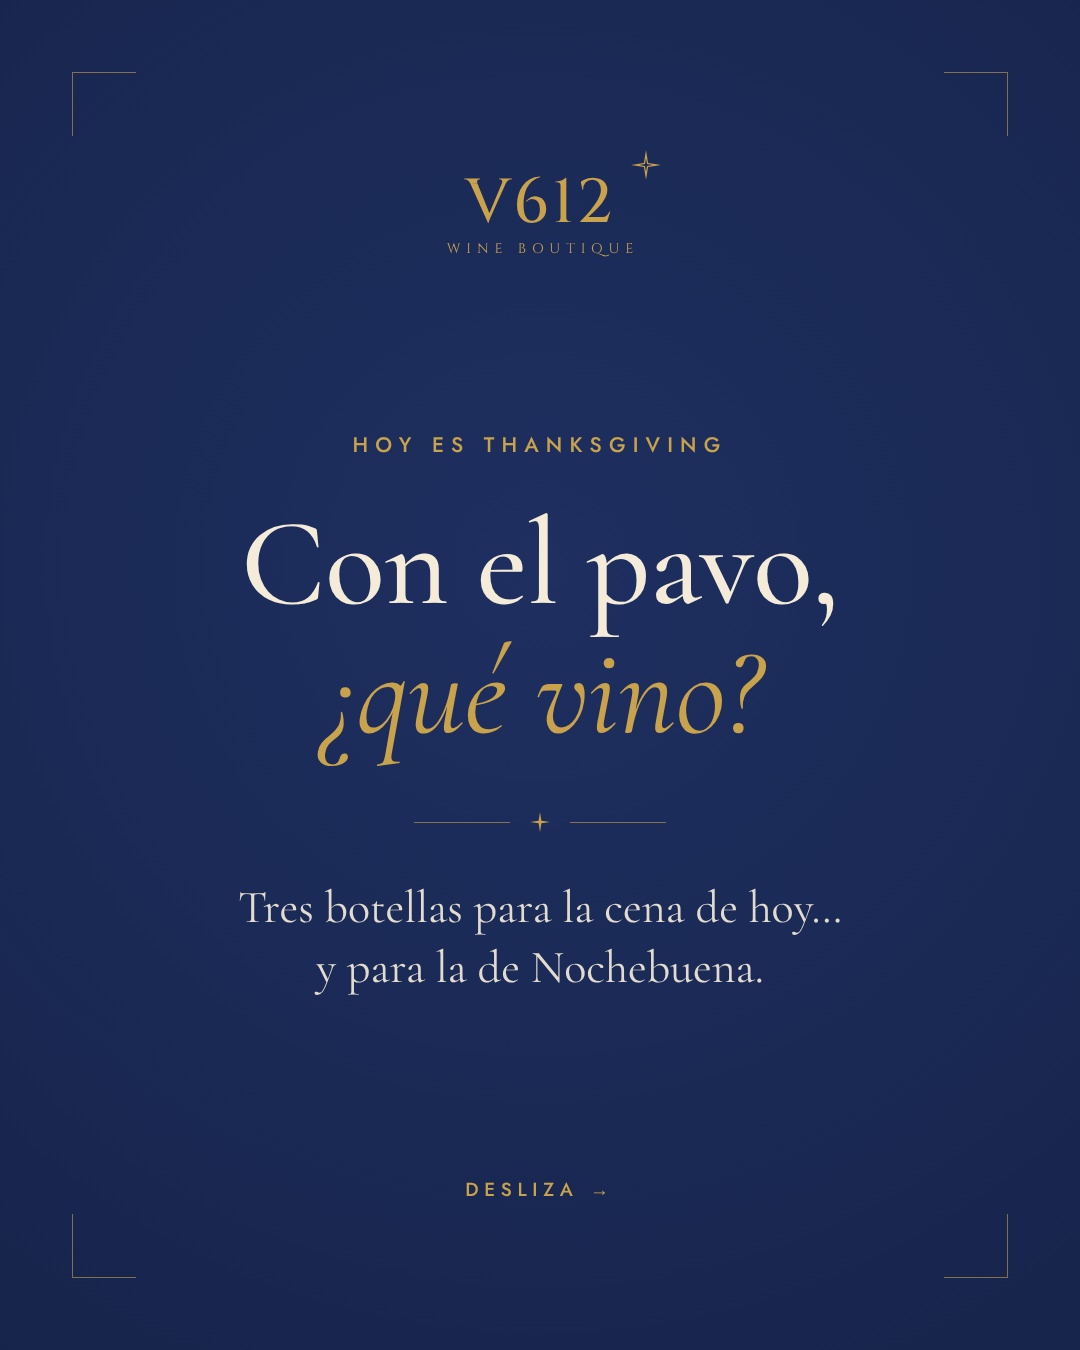 V612
WINE BOUTIQUE
HOY ES THANKSGIVING
Con el pavo,
¿qué vino?
Tres botellas para la cena de hoy...
y para la de Nochebuena.
DESLIZA →